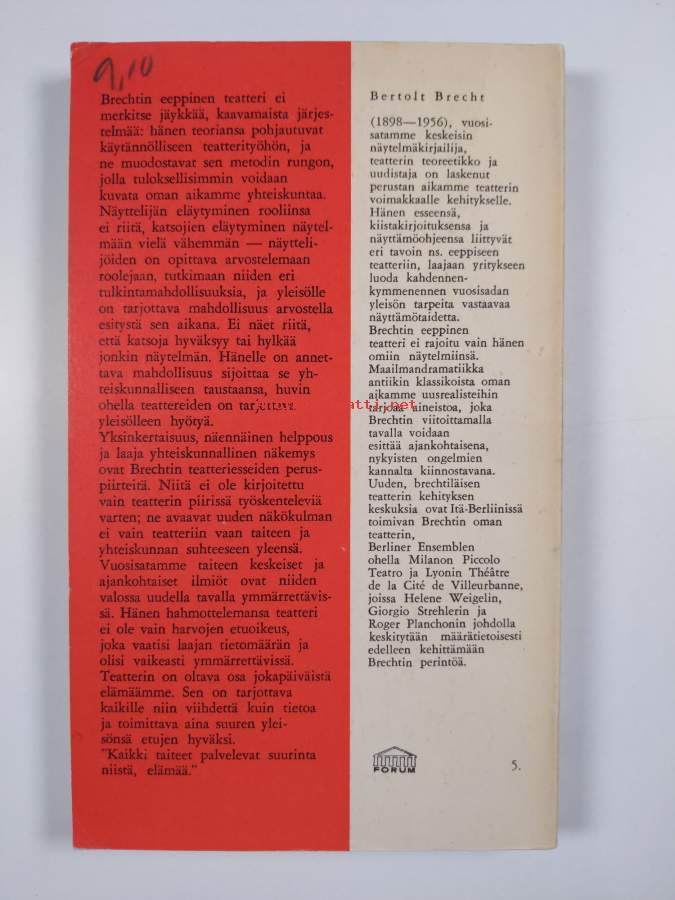 9,10
Brechtin eeppinen teatteri ei
merkitse jäykkää, kaavamaista järjes-
telmää: hänen teoriansa pohjautuvat
käytännölliseen teatterityöhön, ja
ne muodostavat sen metodin rungon,
jolla tuloksellisimmin voidaan
kuvata oman aikamme yhteiskuntaa.
Näyttelijän eläytyminen rooliinsa
ei riitä, katsojien eläytyminen näytel-
mään vielä vähemmän — näytteli-
jöiden on opittava arvostelemaan
roolejaan, tutkimaan niiden eri
tulkintamahdollisuuksia, ja yleisölle
on tarjottava mahdollisuus arvostella
esitystä sen aikana. Ei näet riitä,
että katsoja hyväksyy tai hylkää
jonkin näytelmän. Hänelle on annet-
tava mahdollisuus sijoittaa se yh-
teiskunnalliseen taustaansa, huvin
ohella teattereiden on tarjottava
yleisölleen hyötyä.
Yksinkertaisuus, näennäinen helppous
ja laaja yhteiskunnallinen näkemys
ovat Brechtin teatteriesseiden perus-
piirteitä. Niitä ei ole kirjoitettu
vain teatterin piirissä työskenteleviä
varten; ne avaavat uuden näkökulman
ei vain teatteriin vaan taiteen ja
yhteiskunnan suhteeseen yleensä.
Vuosisatamme taiteen keskeiset ja
ajankohtaiset ilmiöt ovat niiden
valossa uudella tavalla ymmärrettävis-
sä. Hänen hahmottelemansa teatteri
ei ole vain harvojen etuoikeus,
joka vaatisi laajan tietomäärän ja
olisi vaikeasti ymmärrettävissä.
Teatterin on oltava osa jokapäiväistä
elämäämme. Sen on tarjottava
kaikille niin viihdettä kuin tietoa
ja toimittava aina suuren ylei-
sönsä etujen hyväksi.
"Kaikki taiteet palvelevat suurinta
niistä, elämää."
Bertolt Brecht
(1898—1956), vuosi-
satamme keskeisin
näytelmäkirjailija,
teatterin teoreetikko ja
uudistaja on laskenut
perustan aikamme teatterin
voimakkaalle kehitykselle.
Hänen esseensä,
kiistakirjoituksensa ja
näyttämöohjeensa liittyvät
eri tavoin ns. eeppiseen
teatteriin, laajaan yritykseen
luoda kahdennen-
kymmenennen vuosisadan
yleisön tarpeita vastaavaa
näyttämötaidetta.
Brechtin eeppinen
teatteri ei rajoitu vain hänen
omiin näytelmiinsä.
Maailmandramatiikka
antiikin klassikoista oman
aikamme uusrealisteihin
tarjoaa aineistoa, joka
Brechtin viitoittamalla
tavalla voidaan
esittää ajankohtaisena,
nykyisten ongelmien
kannalta kiinnostavana.
Uuden, brechtiläisen
teatterin kehityksen
keskuksia ovat Itä-Berliinissä
toimivan Brechtin oman
teatterin,
Berliner Ensemblen
ohella Milanon Piccolo
Teatro ja Lyonin Théâtre
de la Cité de Villeurbanne,
joissa Helene Weigelin,
Giorgio Strehlerin ja
Roger Planchonin johdolla
keskitytään määrätietoisesti
edelleen kehittämään
Brechtin perintöä.
FORUM
5.